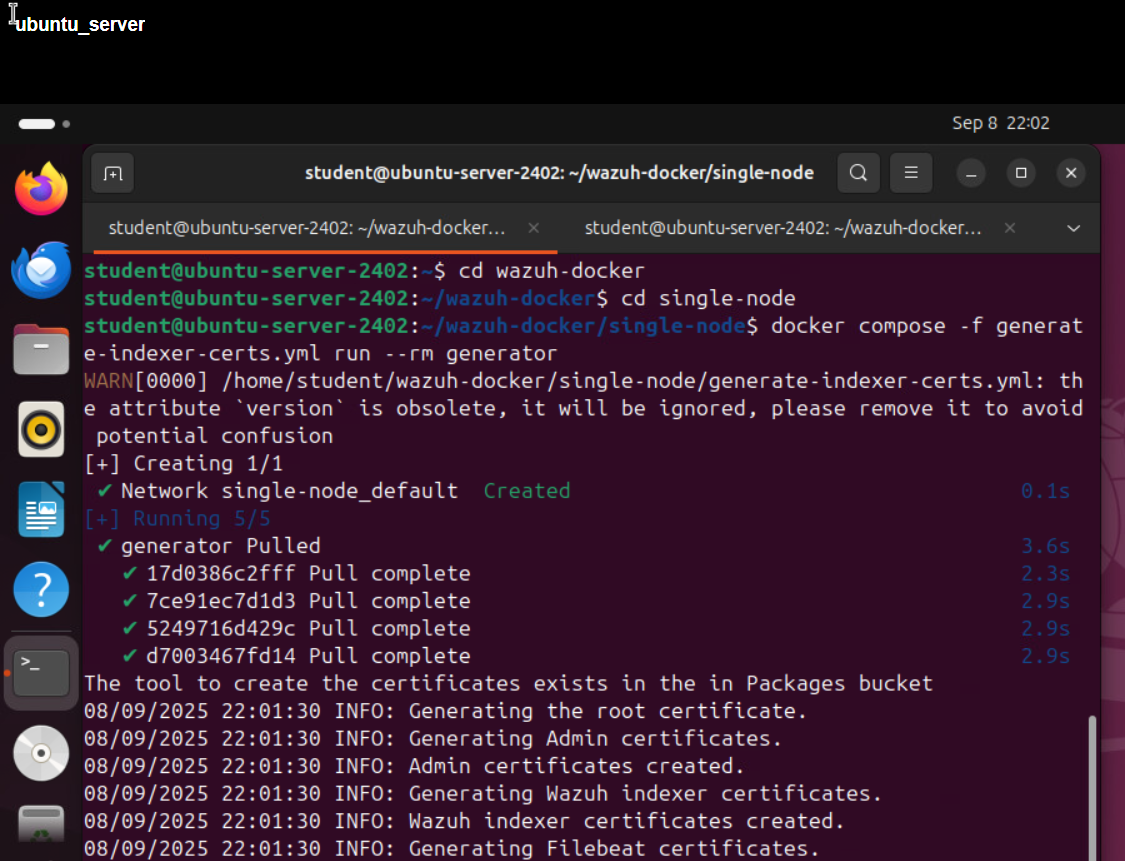 ubuntu_server
Sep 8 22:02
student@ubuntu-server-2402: ~/wazuh-docker/single-node
student@ubuntu-server-2402: ~/wazuh-docker... student@ubuntu-server-2402: ~/wazuh-docker...
student@ubuntu-server-2402:~$ cd wazuh-docker
student@ubuntu-server-2402:~/wazuh-docker$ cd single-node
student@ubuntu-server-2402:~/wazuh-docker/single-node$ docker compose -f generat
e-indexer-certs.yml run --rm generator
WARN[0000] /home/student/wazuh-docker/single-node/generate-indexer-certs.yml: th
e attribute `version` is obsolete, it will be ignored, please remove it to avoid
potential confusion
[+] Creating 1/1
✔ Network single-node_default Created 0.1s
[+] Running 5/5
✔ generator Pulled 3.6s
✔ 17d0386c2fff Pull complete 2.3s
✔ 7ce91ec7d1d3 Pull complete 2.9s
✔ 5249716d429c Pull complete 2.9s
✔ d7003467fd14 Pull complete 2.9s
The tool to create the certificates exists in the in Packages bucket
08/09/2025 22:01:30 INFO: Generating the root certificate.
08/09/2025 22:01:30 INFO: Generating Admin certificates.
08/09/2025 22:01:30 INFO: Admin certificates created.
08/09/2025 22:01:30 INFO: Generating Wazuh indexer certificates.
08/09/2025 22:01:30 INFO: Wazuh indexer certificates created.
08/09/2025 22:01:30 INFO: Generating Filebeat certificates.